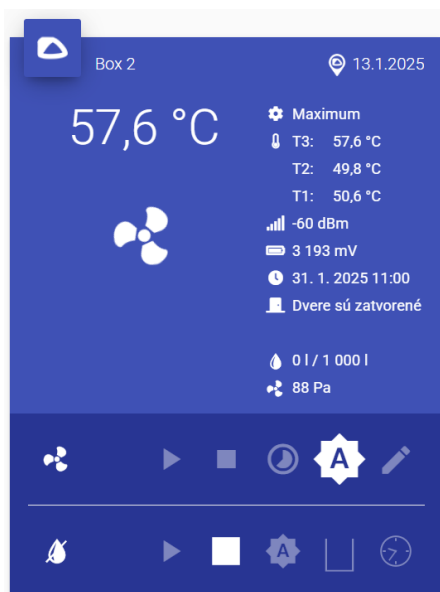 Box 2
13.1.2025
57,6 °C
Maximum
T3: 57,6 °C
T2: 49,8 °C
T1: 50,6 °C
-60 dBm
3 193 mV
31. 1. 2025 11:00
Dvere sú zatvorené
0 l / 1 000 l
88 Pa
A
A